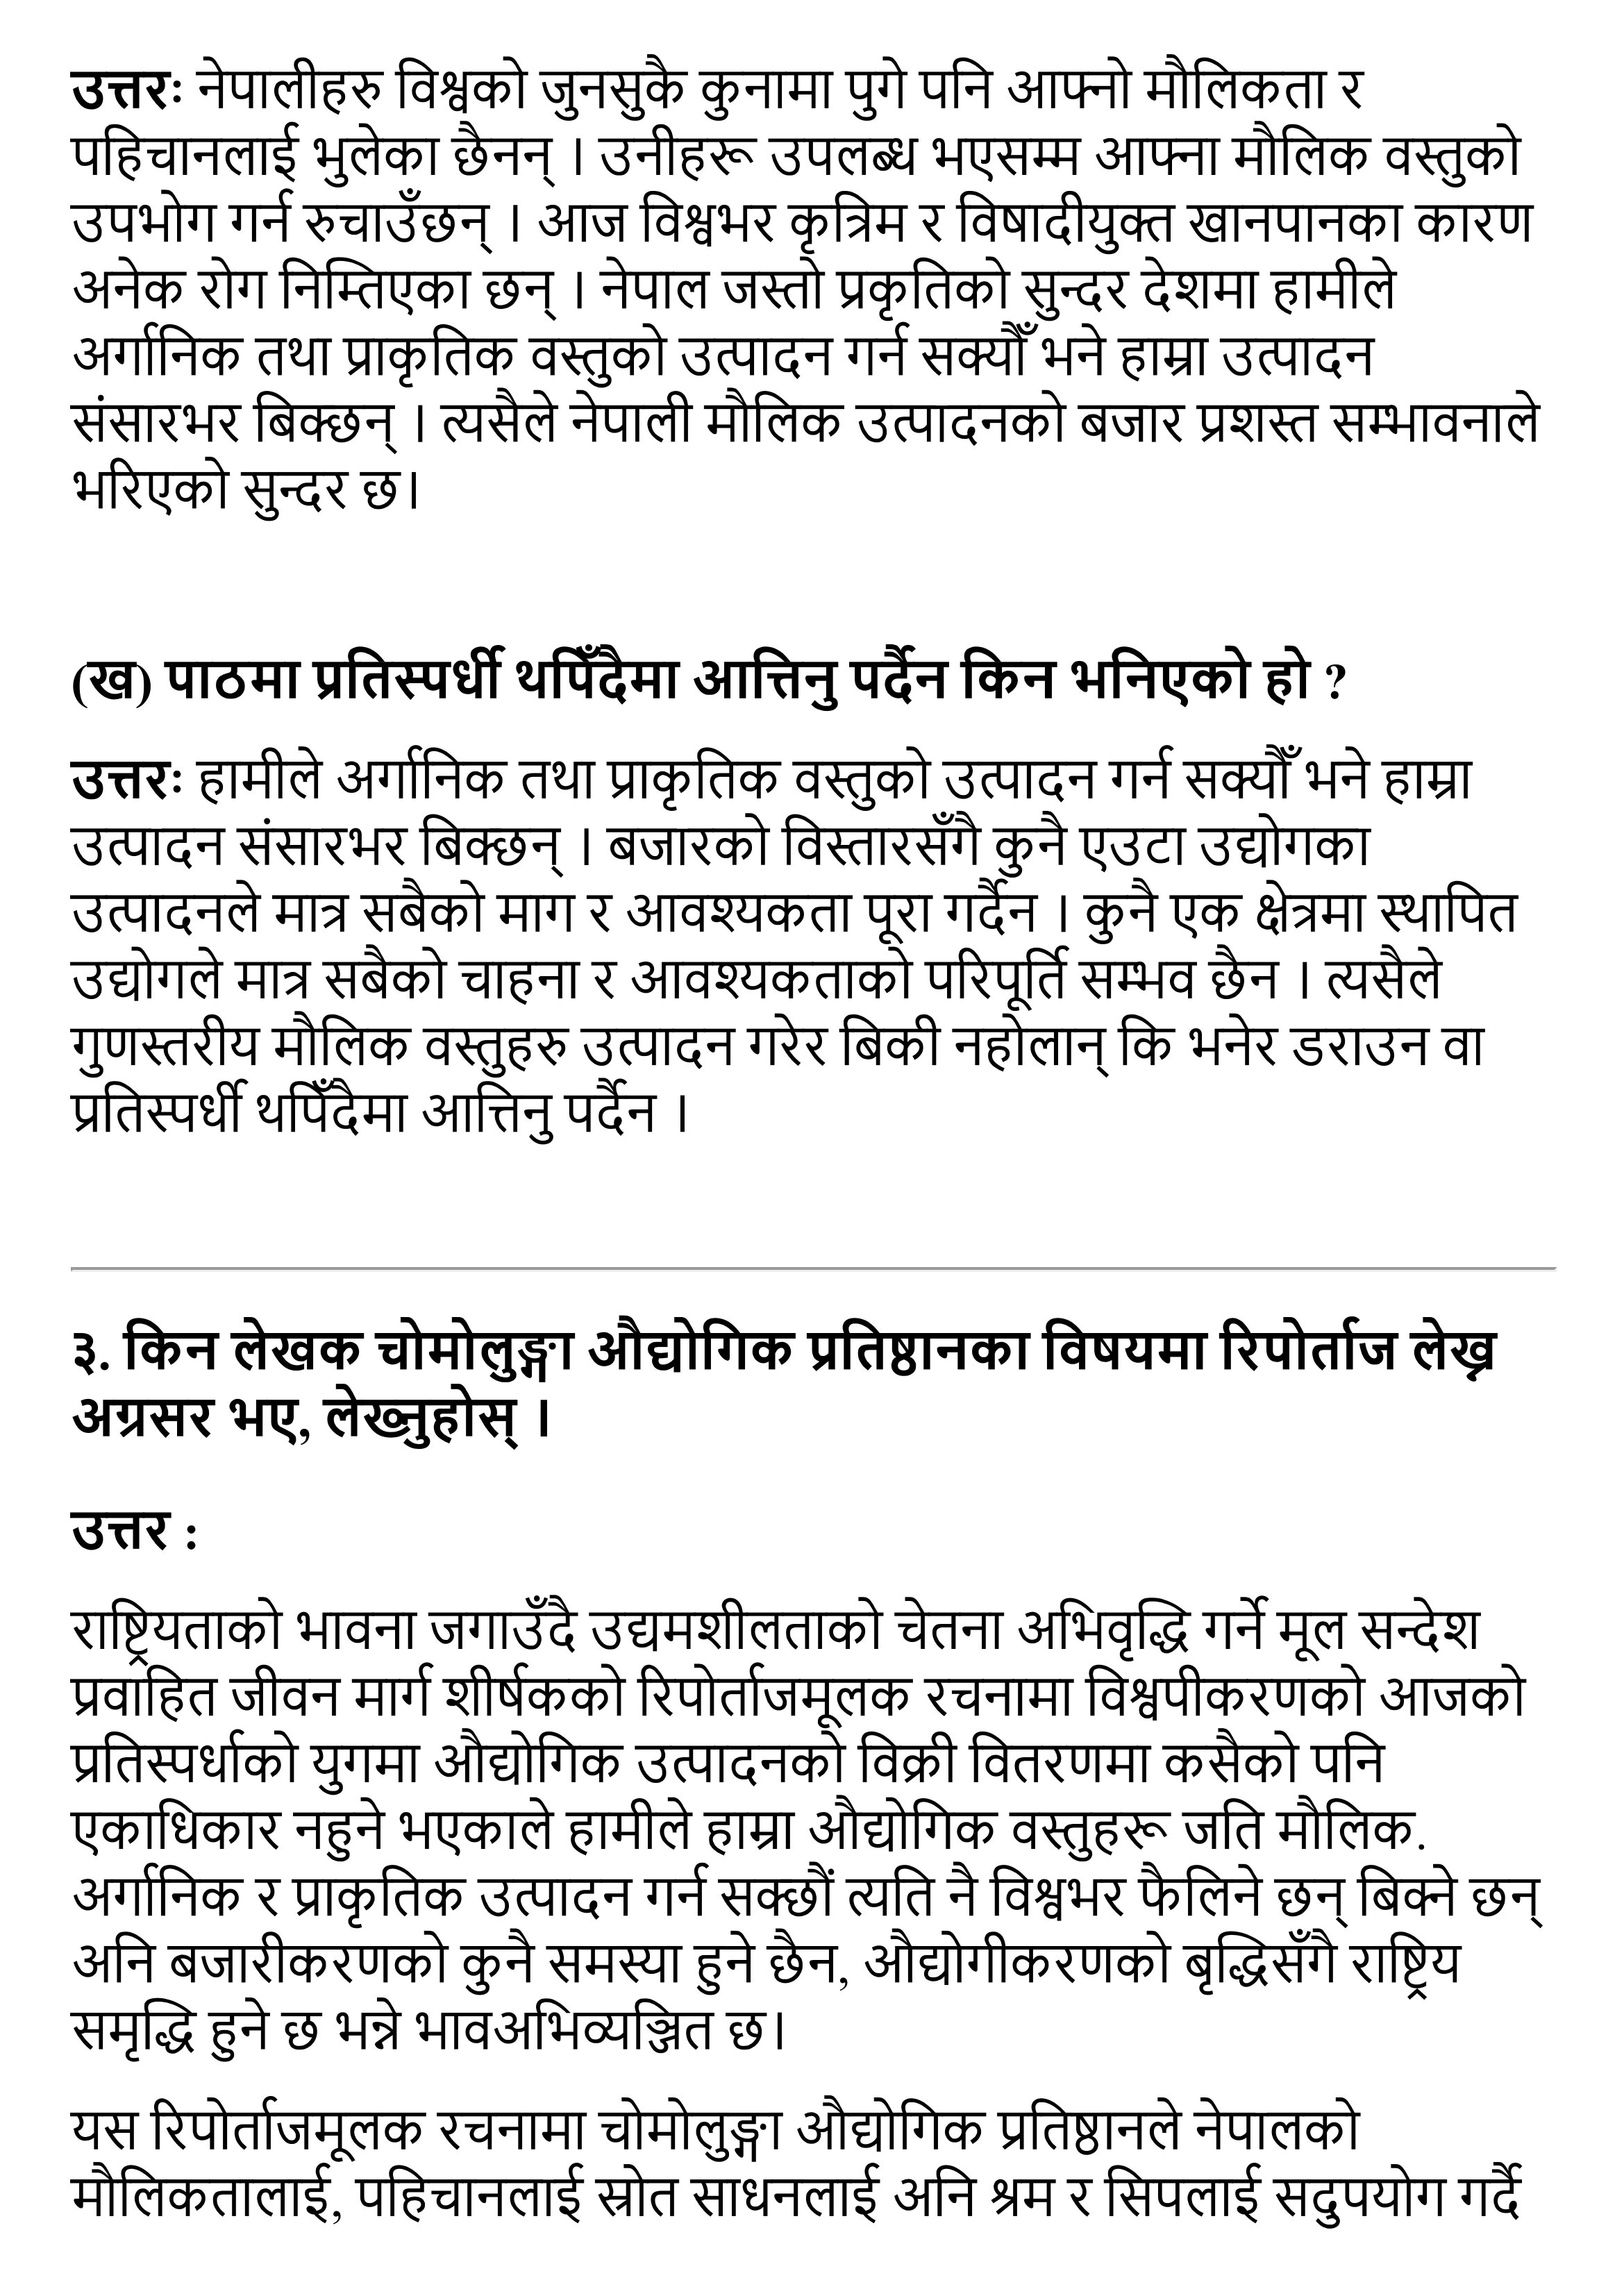 उत्तरः नेपालीहरु विश्वको जुनसुकै कुनामा पुगे पनि आफ्नो मौलिकता र
पहिचानलाई भुलेका छैनन् । उनीहरू उपलब्ध भएसम्म आफ्ना मौलिक वस्तुको
उपभोग गर्न रुचाउँछन् । आज विश्वभर कृत्रिम र विषादीयुक्त खानपानका कारण
अनेक रोग निम्तिएका छन् । नेपाल जस्तो प्रकृतिको सुन्दर देशमा हामीले
अर्गानिक तथा प्राकृतिक वस्तुको उत्पादन गर्न सक्यौँ भने हाम्रा उत्पादन
संसारभर बिक्छन् । त्यसैले नेपाली मौलिक उत्पादनको बजार प्रशस्त सम्भावनाले
भरिएको सुन्दर छ।
(ख) पाठमा प्रतिस्पर्धी थपिँदैमा आत्तिनु पर्दैन किन भनिएको हो ?
उत्तरः हामीले अर्गानिक तथा प्राकृतिक वस्तुको उत्पादन गर्न सक्यौँ भने हाम्रा
उत्पादन संसारभर बिक्छन् । बजारको विस्तारसँगै कुनै एउटा उद्योगका
उत्पादनले मात्र सबैको माग र आवश्यकता पूरा गर्दैन । कुनै एक क्षेत्रमा स्थापित
उद्योगले मात्र सबैको चाहना र आवश्यकताको परिपूर्ति सम्भव छैन । त्यसैले
गुणस्तरीय मौलिक वस्तुहरु उत्पादन गरेर बिकी नहोलान् कि भनेर डराउन वा
प्रतिस्पर्धी थपिँदैमा आत्तिनु पर्दैन ।
३. किन लेखक चोमोलुङ्मा औद्योगिक प्रतिष्ठानका विषयमा रिपोर्ताज लेख्न
अग्रसर भए, लेख्नुहोस् ।
उत्तर :
राष्ट्रियताको भावना जगाउँदै उद्यमशीलताको चेतना अभिवृद्धि गर्ने मूल सन्देश
प्रवाहित जीवन मार्ग शीर्षकको रिपोर्ताजमूलक रचनामा विश्वपीकरणको आजको
प्रतिस्पर्धाको युगमा औद्योगिक उत्पादनको विक्री वितरणमा कसैको पनि
एकाधिकार नहुने भएकाले हामीले हाम्रा औद्योगिक वस्तुहरू जति मौलिक.
अर्गानिक र प्राकृतिक उत्पादन गर्न सक्छौं त्यति नै विश्वभर फैलिने छन् बिक्ने छन्
अनि बजारीकरणको कुनै समस्या हुने छैन, औद्योगीकरणको बृद्धिसँगै राष्ट्रिय
समृद्धि हुने छ भन्ने भावअभिव्यञ्जित छ।
यस रिपोर्ताजमूलक रचनामा चोमोलुङ्मा औद्योगिक प्रतिष्ठानले नेपालको
मौलिकतालाई, पहिचानलाई स्रोत साधनलाई अनि श्रम र सिपलाई सदुपयोग गर्दै